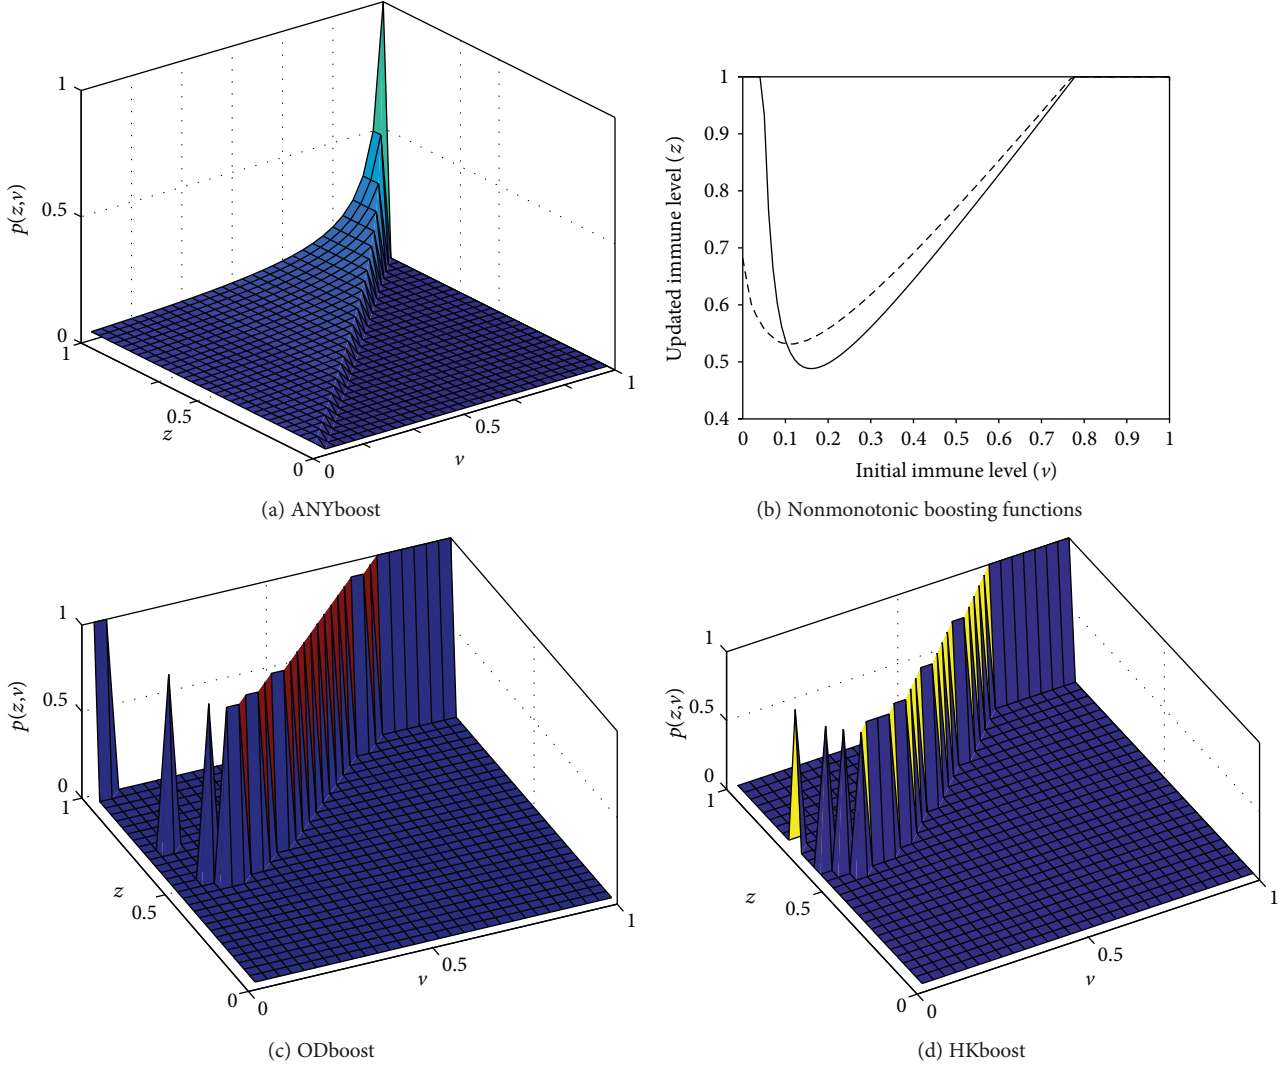 1
0.5
0
p(z,v)
1
0.5
0
z
0
0.5
1
v
(a) ANYboost
1
0.9
0.8
0.7
0.6
0.5
0.4
Updated immune level (z)
0 0.1 0.2 0.3 0.4 0.5 0.6 0.7 0.8 0.9 1
Initial immune level (v)
(b) Nonmonotonic boosting functions
1
0.5
0
p(z,v)
1
0.5
0
z
0
0.5
1
v
(c) ODboost
1
0.5
0
p(z,v)
1
0.5
0
z
0
0.5
1
v
(d) HKboost